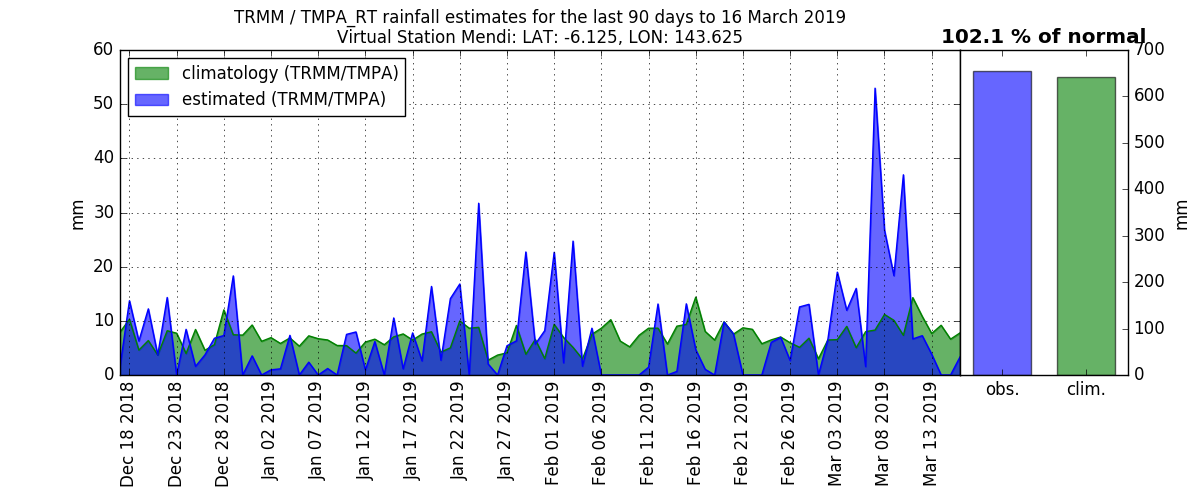 TRMM / TMPA_RT rainfall estimates for the last 90 days to 16 March 2019
Virtual Station Mendi: LAT: -6.125, LON: 143.625
102.1 % of normal
climatology (TRMM/TMPA)
estimated (TRMM/TMPA)
60
50
40
30
20
10
0
mm
Dec 18 2018
Dec 23 2018
Dec 28 2018
Jan 02 2019
Jan 07 2019
Jan 12 2019
Jan 17 2019
Jan 22 2019
Jan 27 2019
Feb 01 2019
Feb 06 2019
Feb 11 2019
Feb 16 2019
Feb 21 2019
Feb 26 2019
Mar 03 2019
Mar 08 2019
Mar 13 2019
obs.
clim.
700
600
500
400
300
200
100
0
mm